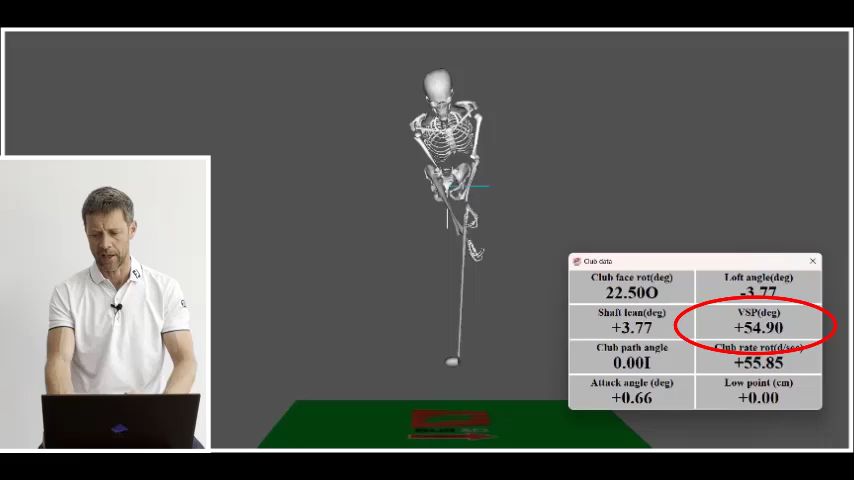 Club data
Club face rot(deg) Loft angle(deg)
22.50O -3.77
Shaft lean(deg) VSP(deg)
+3.77 +54.90
Club path angle Club rate rot(d/sec)
0.00I +55.85
Attack angle (deg) Low point (cm)
+0.66 +0.00